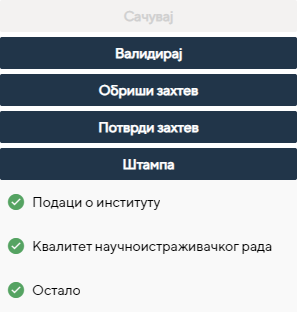 Сачувај
Валидирај
Обриши захтев
Потврди захтев
Штампа
Подаци о институту
Квалитет научноистраживачког рада
Остало